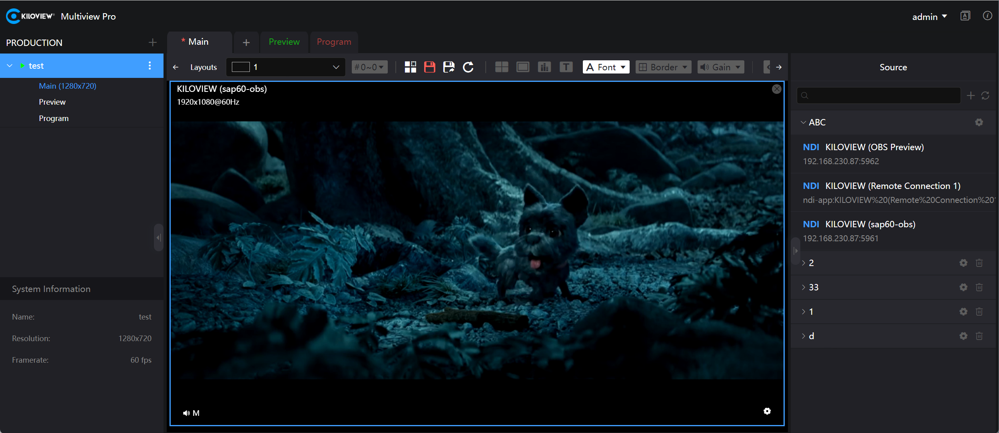 KILOVIEW® Multiview Pro
admin
PRODUCTION
test
Main (1280x720)
Preview
Program
* Main
+
Preview
Program
Layouts
1
#0~0
T
A Font
Border
Gain
KILOVIEW (sap60-obs)
1920x1080@60Hz
M
System Information
Name: test
Resolution: 1280x720
Framerate: 60 fps
Source
ABC
NDI KILOVIEW (OBS Preview)
192.168.230.87:5962
NDI KILOVIEW (Remote Connection 1)
ndi-app:KILOVIEW%20(Remote%20Connection%20
NDI KILOVIEW (sap60-obs)
192.168.230.87:5961
2
33
1
d